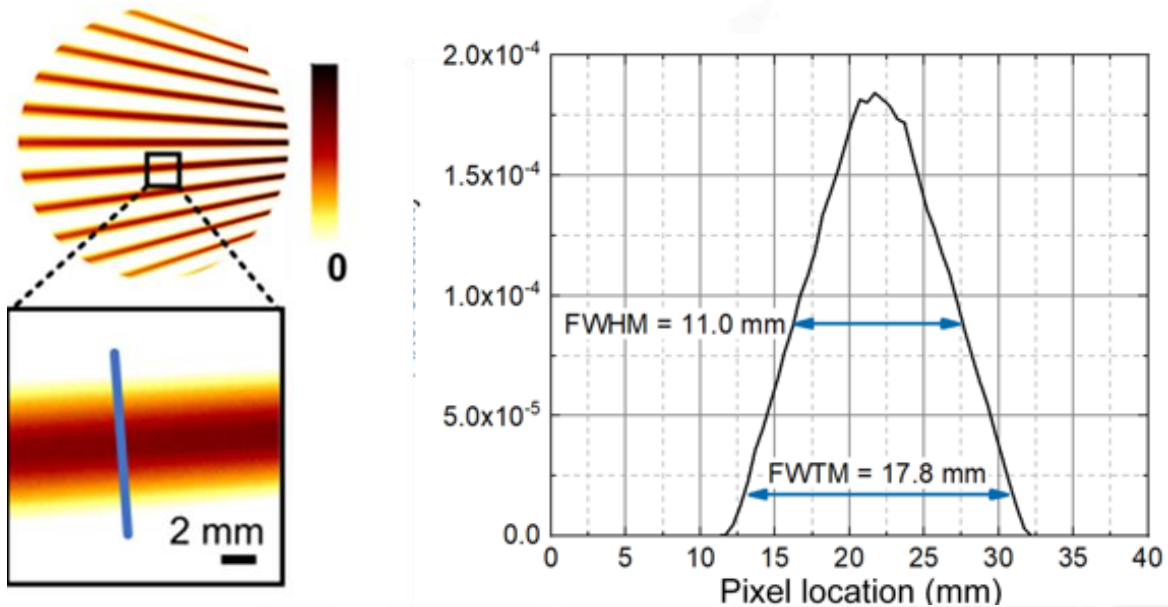 0
2 mm
2.0x10-4
1.5x10-4
1.0x10-4
5.0x10-5
0.0
FWHM = 11.0 mm
FWTM = 17.8 mm
0 5 10 15 20 25 30 35 40
Pixel location (mm)